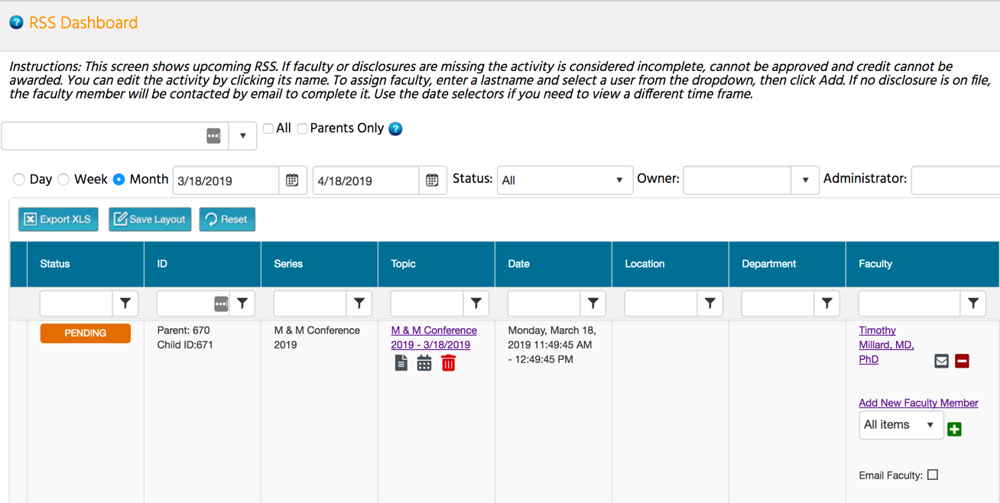 RSS Dashboard
Instructions: This screen shows upcoming RSS. If faculty or disclosures are missing the activity is considered incomplete, cannot be approved and credit cannot be
awarded. You can edit the activity by clicking its name. To assign faculty, enter a lastname and select a user from the dropdown, then click Add. If no disclosure is on file,
the faculty member will be contacted by email to complete it. Use the date selectors if you need to view a different time frame.
All Parents Only
Day Week Month 3/18/2019 4/18/2019 Status: All Owner: Administrator:
Export XLS Save Layout Reset
Status ID Series Topic Date Location Department Faculty
PENDING Parent: 670 M & M Conference M & M Conference Monday, March 18, Timothy
Child ID:671 2019 2019 - 3/18/2019 2019 11:49:45 AM Millard, MD,
- 12:49:45 PM PhD
Add New Faculty Member
All items
Email Faculty: